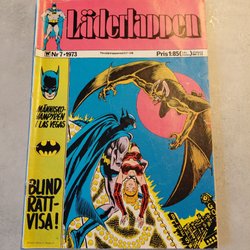 Läderlappen
Nr 7 • 1973
Pris 1:85
MÄNNISKO-
VAMPYREN
I LAS VEGAS
BLIND
RÄTT-
VISA!